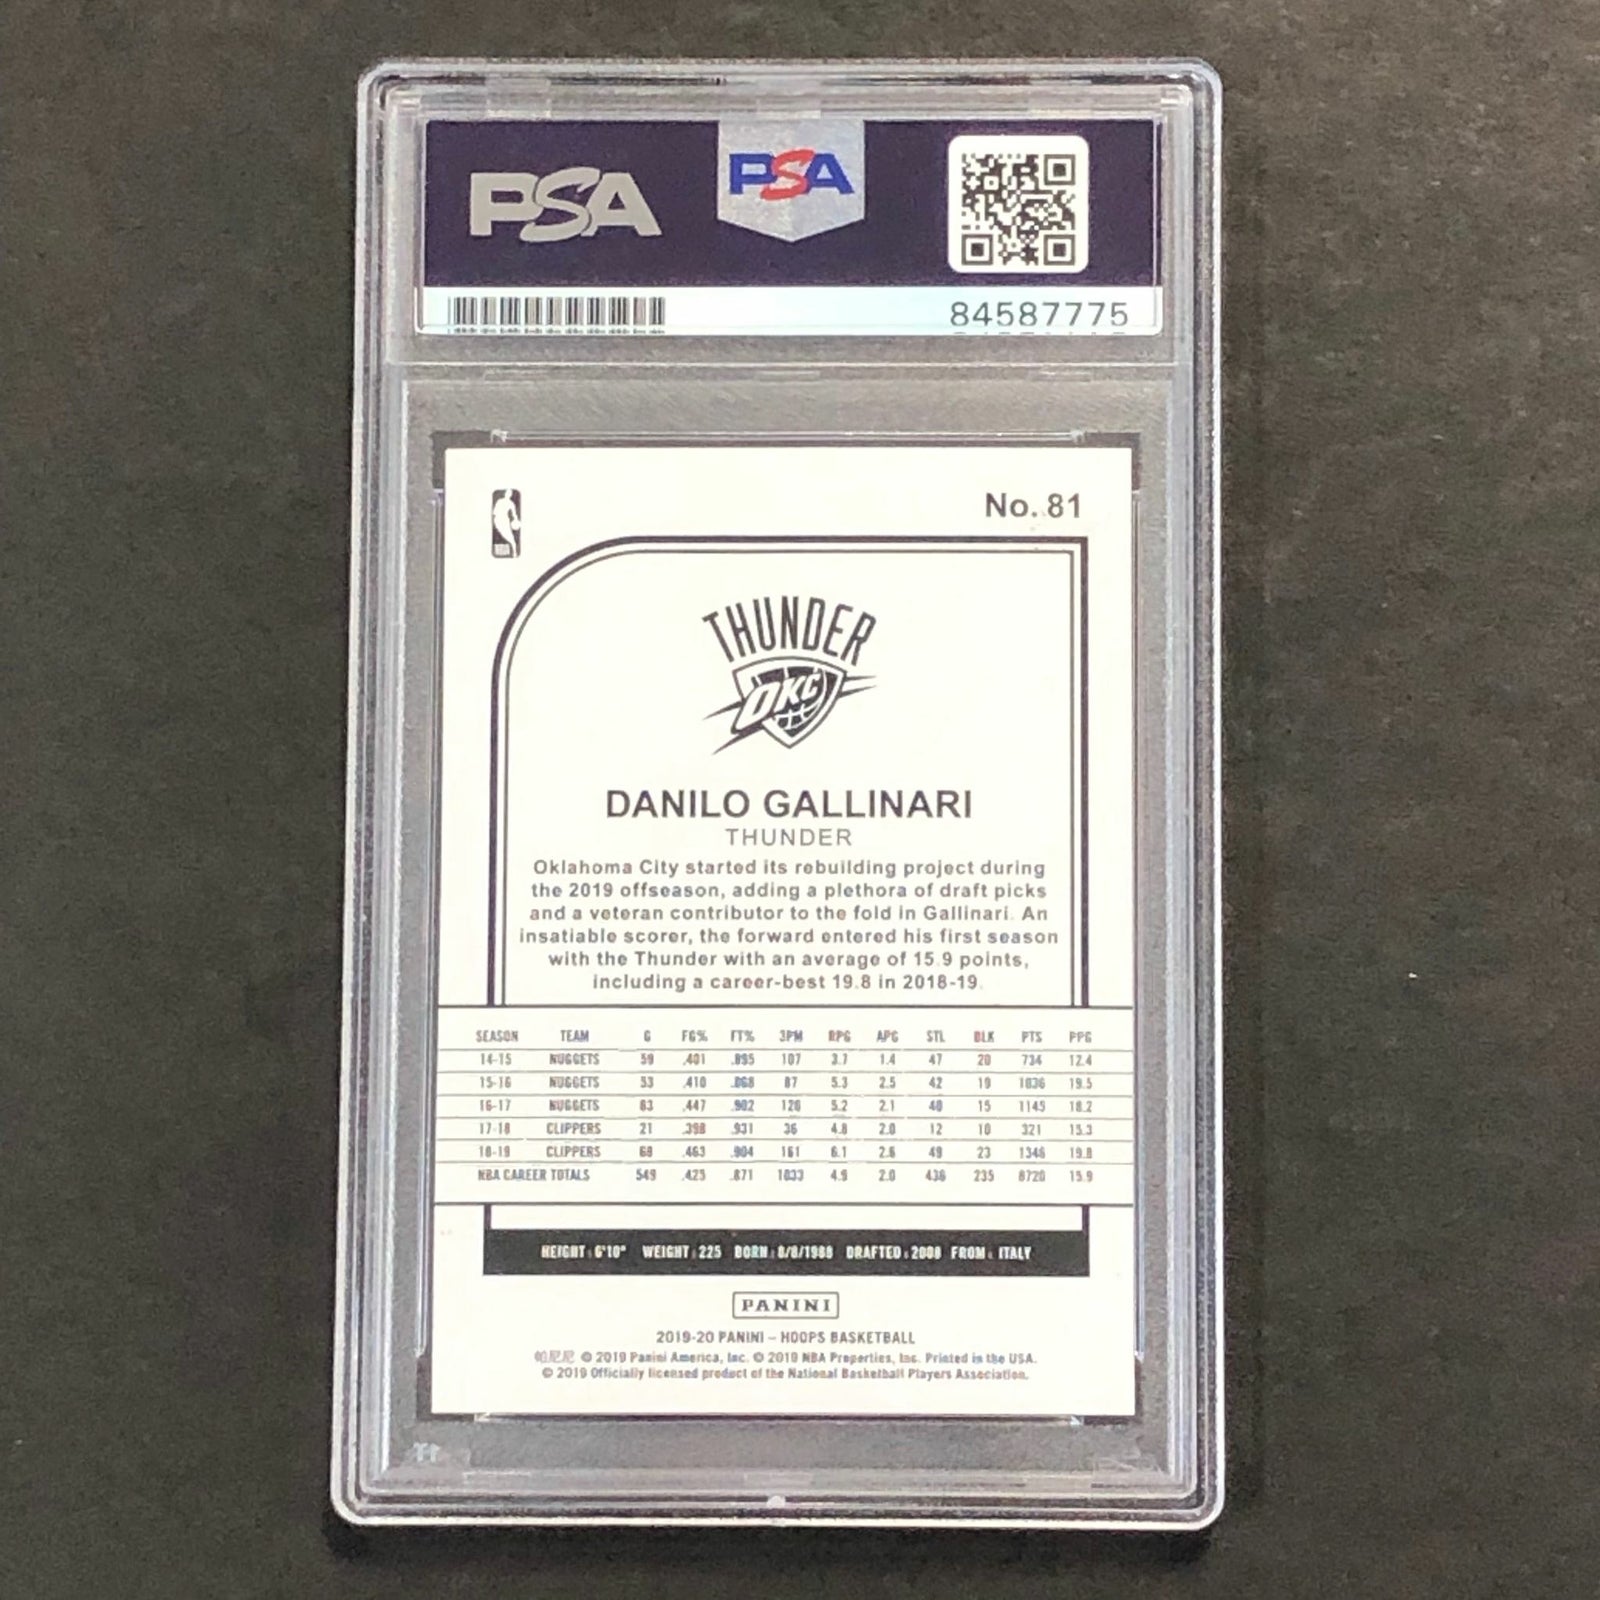 PSA
PSA
84587775
No. 81
NBA
THUNDER
OKC
DANILO GALLINARI
THUNDER
Oklahoma City started its rebuilding project during
the 2019 offseason, adding a plethora of draft picks
and a veteran contributor to the fold in Gallinari. An
insatiable scorer, the forward entered his first season
with the Thunder with an average of 15.9 points,
including a career-best 19.8 in 2018-19.
SEASON TEAM G FG% FT% 3PM RPG APG STL BLK PTS PPG
14-15 NUGGETS 59 .401 .895 107 3.7 1.4 47 20 734 12.4
15-16 NUGGETS 53 .410 .868 87 5.3 2.5 42 19 1036 19.5
16-17 NUGGETS 63 .447 .902 126 5.2 2.1 40 15 1145 18.2
17-18 CLIPPERS 21 .398 .931 36 4.8 2.0 12 10 321 15.3
18-19 CLIPPERS 68 .463 .904 161 6.1 2.6 49 23 1346 19.8
NBA CAREER TOTALS 549 .425 .871 1033 4.9 2.0 436 235 8720 15.9
HEIGHT: 6'10" WEIGHT: 225 BORN: 8/8/1988 DRAFTED: 2008 FROM: ITALY
PANINI
2019-20 PANINI – HOOPS BASKETBALL
帕尼尼 © 2019 Panini America, Inc. © 2019 NBA Properties, Inc. Printed in the USA.
© 2019 Officially licensed product of the National Basketball Players Association.